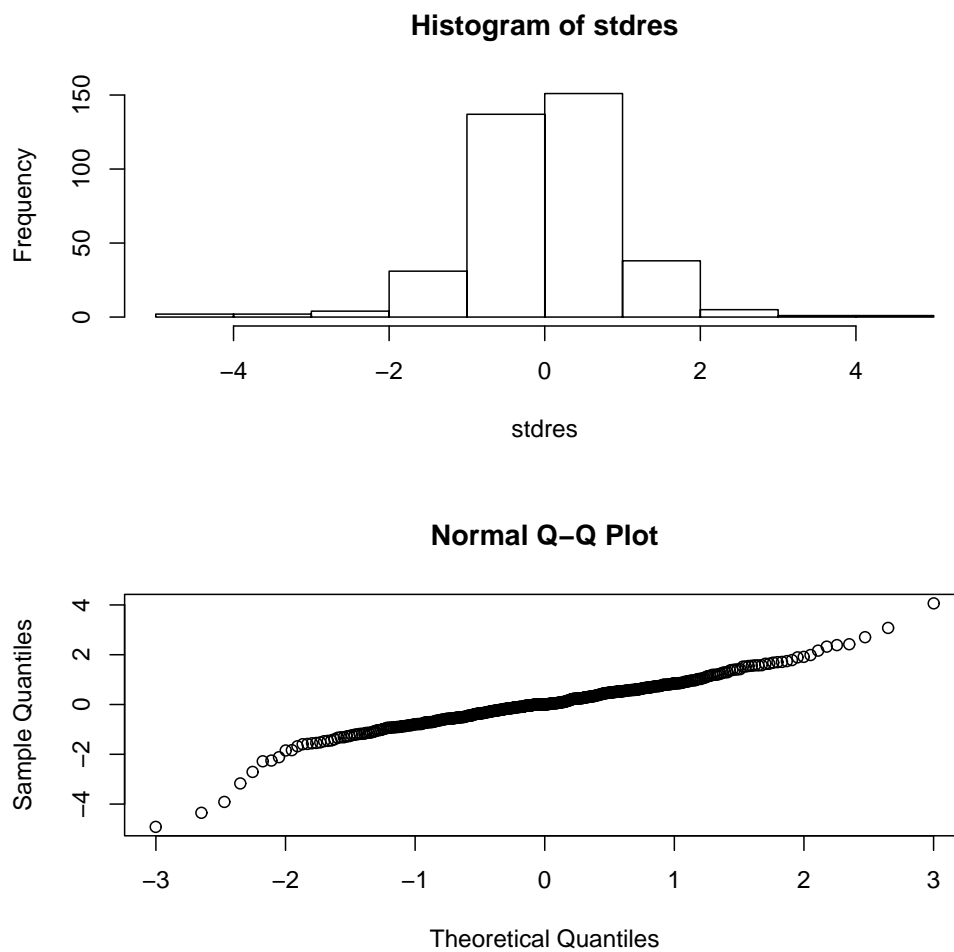 Histogram of stdres
Frequency
150
100
50
0
−4 −2 0 2 4
stdres
Normal Q−Q Plot
Sample Quantiles
4
2
0
−2
−4
−3 −2 −1 0 1 2 3
Theoretical Quantiles